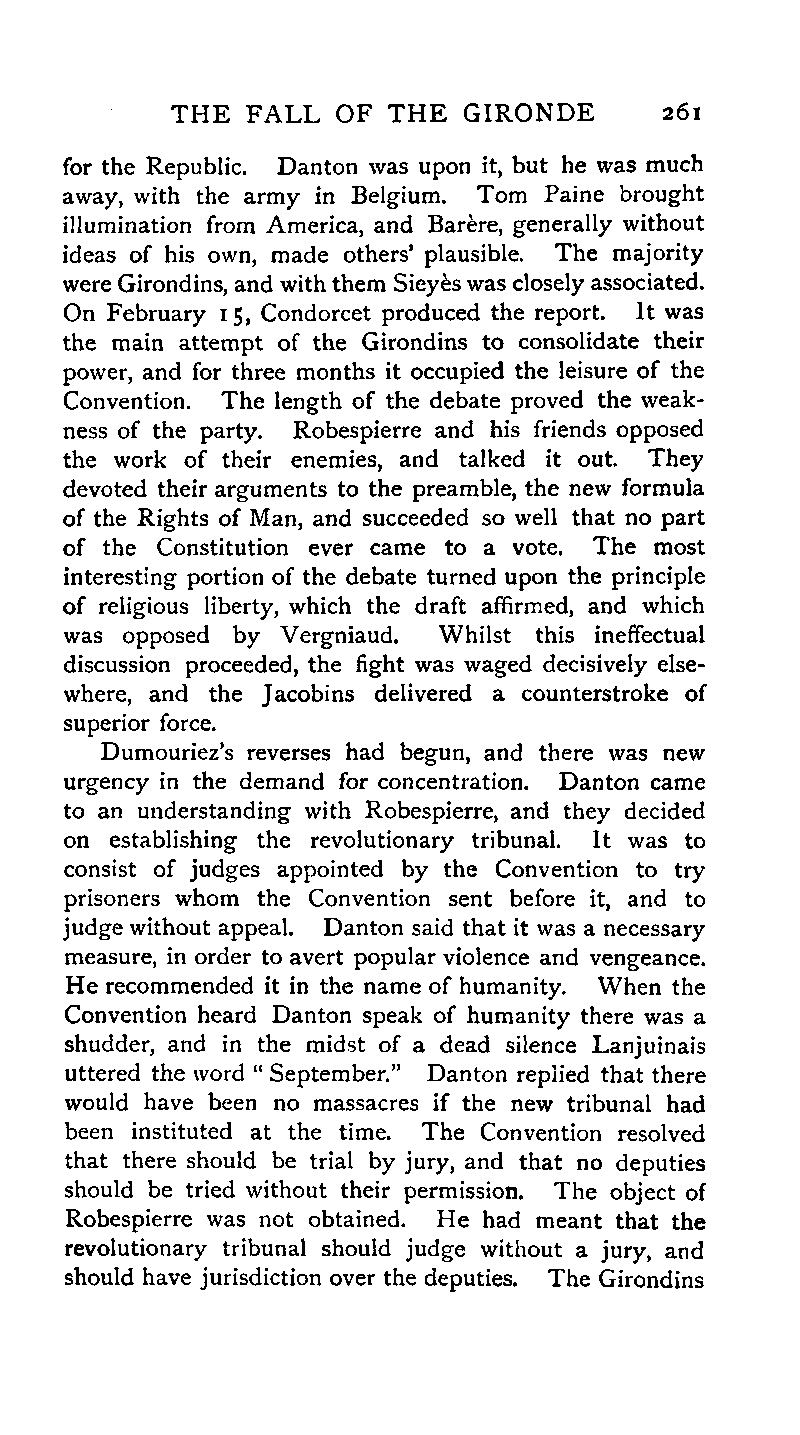 THE FALL OF THE GIRONDE 261
for the Republic. Danton was upon it, but he was much
away, with the army in Belgium. Tom Paine brought
illumination from America, and Barère, generally without
ideas of his own, made others' plausible. The majority
were Girondins, and with them Sieyès was closely associated.
On February 15, Condorcet produced the report. It was
the main attempt of the Girondins to consolidate their
power, and for three months it occupied the leisure of the
Convention. The length of the debate proved the weak-
ness of the party. Robespierre and his friends opposed
the work of their enemies, and talked it out. They
devoted their arguments to the preamble, the new formula
of the Rights of Man, and succeeded so well that no part
of the Constitution ever came to a vote. The most
interesting portion of the debate turned upon the principle
of religious liberty, which the draft affirmed, and which
was opposed by Vergniaud. Whilst this ineffectual
discussion proceeded, the fight was waged decisively else-
where, and the Jacobins delivered a counterstroke of
superior force.
Dumouriez's reverses had begun, and there was new
urgency in the demand for concentration. Danton came
to an understanding with Robespierre, and they decided
on establishing the revolutionary tribunal. It was to
consist of judges appointed by the Convention to try
prisoners whom the Convention sent before it, and to
judge without appeal. Danton said that it was a necessary
measure, in order to avert popular violence and vengeance.
He recommended it in the name of humanity. When the
Convention heard Danton speak of humanity there was a
shudder, and in the midst of a dead silence Lanjuinais
uttered the word “ September.” Danton replied that there
would have been no massacres if the new tribunal had
been instituted at the time. The Convention resolved
that there should be trial by jury, and that no deputies
should be tried without their permission. The object of
Robespierre was not obtained. He had meant that the
revolutionary tribunal should judge without a jury, and
should have jurisdiction over the deputies. The Girondins